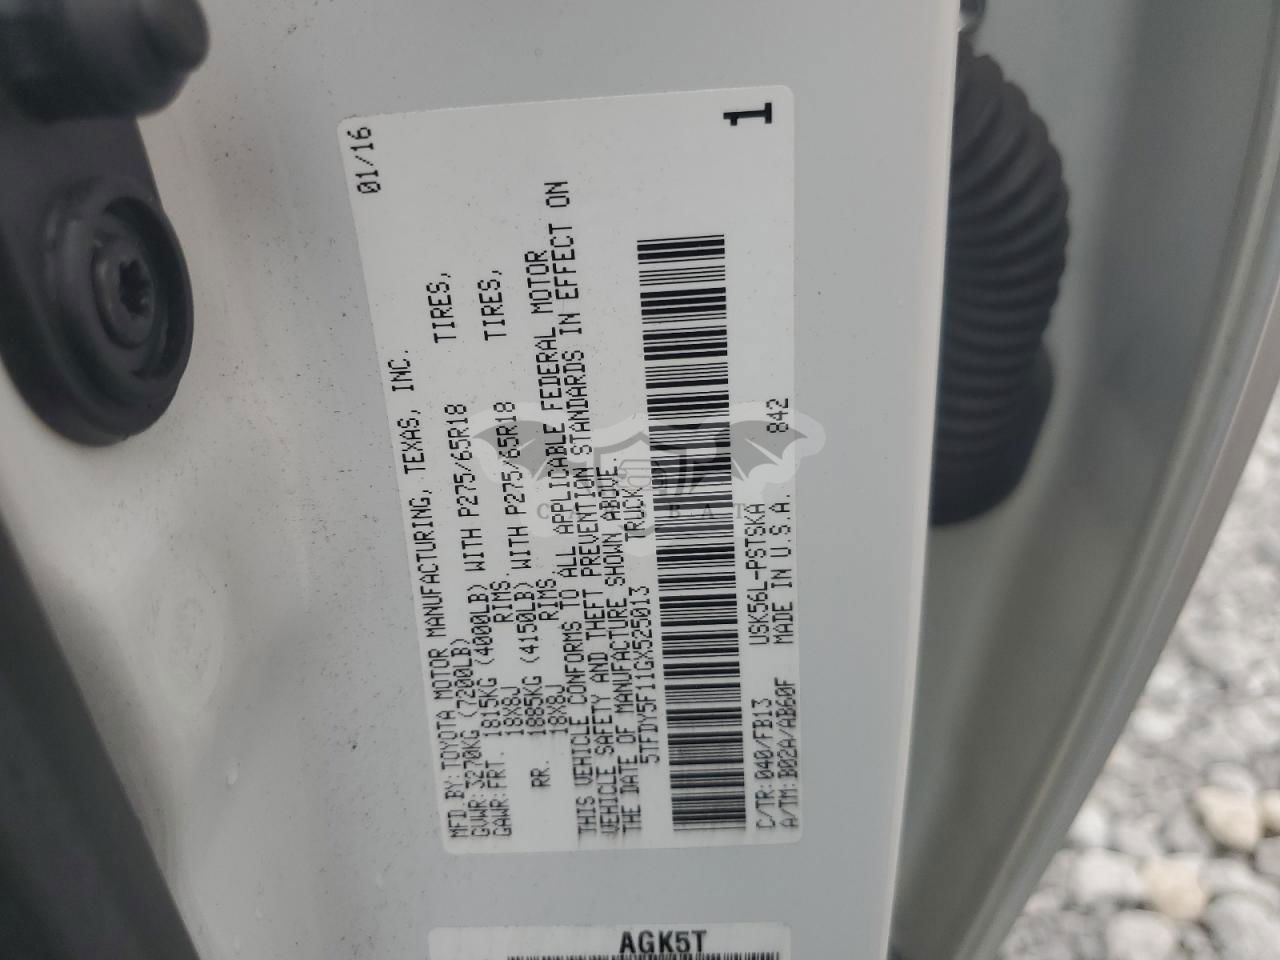 01/16
MFD BY: TOYOTA MOTOR MANUFACTURING, TEXAS, INC.
GVWR: 3270KG (7200LB)
GAWR: FRT. 1815KG (4000LB) WITH P275/65R18 TIRES,
18X8J RIMS.
RR. 1885KG (4150LB) WITH P275/65R18 TIRES,
18X8J RIMS.
THIS VEHICLE CONFORMS TO ALL APPLICABLE FEDERAL MOTOR
VEHICLE SAFETY AND THEFT PREVENTION STANDARDS IN EFFECT ON
THE DATE OF MANUFACTURE SHOWN ABOVE.
5TFDY5F11GX525013 TRUCK
C/TR: 040/FB13 USK56L-PSTSKA 842
A/TM: B02A/AB60F MADE IN U.S.A.
1
AGK5T